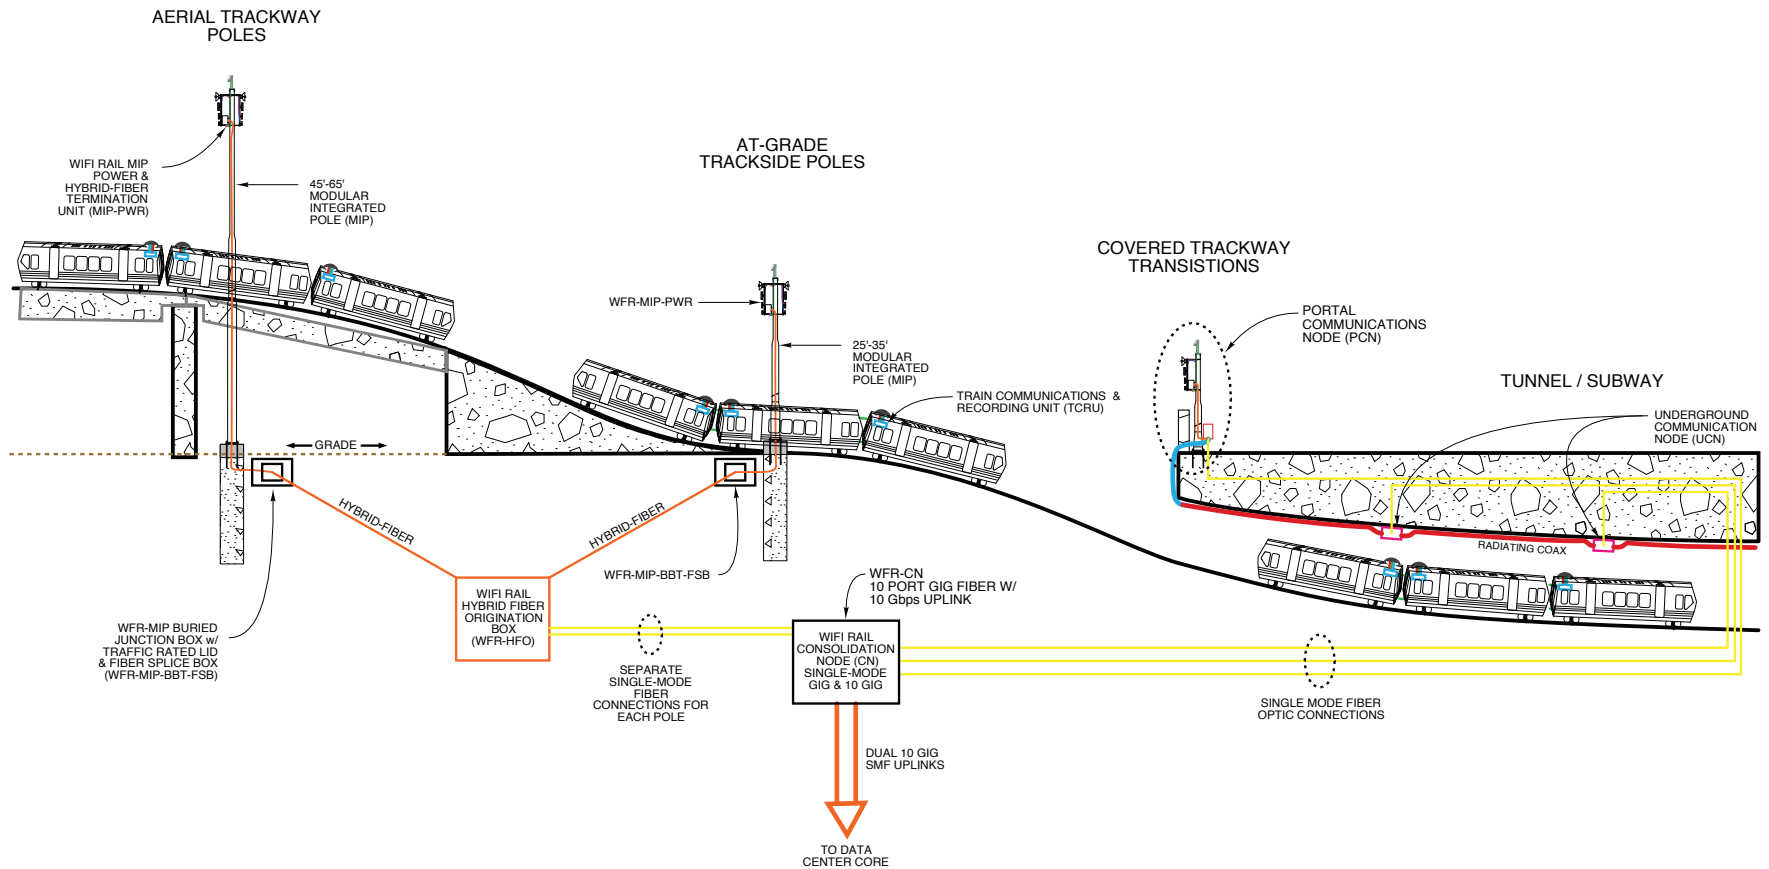 AERIAL TRACKWAY
POLES
WIFI RAIL MIP
POWER &
HYBRID-FIBER
TERMINATION
UNIT (MIP-PWR)
45'-65'
MODULAR
INTEGRATED
POLE (MIP)
AT-GRADE
TRACKSIDE POLES
WFR-MIP-PWR
25'-35'
MODULAR
INTEGRATED
POLE (MIP)
TRAIN COMMUNICATIONS &
RECORDING UNIT (TCRU)
COVERED TRACKWAY
TRANSISTIONS
PORTAL
COMMUNICATIONS
NODE (PCN)
TUNNEL / SUBWAY
UNDERGROUND
COMMUNICATION
NODE (UCN)
GRADE
HYBRID-FIBER
HYBRID-FIBER
RADIATING COAX
WFR-MIP-BBT-FSB
WFR-CN
10 PORT GIG FIBER W/
10 Gbps UPLINK
WIFI RAIL
HYBRID FIBER
ORIGINATION
BOX
(WFR-HFO)
WFR-MIP BURIED
JUNCTION BOX w/
TRAFFIC RATED LID
& FIBER SPLICE BOX
(WFR-MIP-BBT-FSB)
WIFI RAIL
CONSOLIDATION
NODE (CN)
SINGLE-MODE
GIG & 10 GIG
SEPARATE
SINGLE-MODE
FIBER
CONNECTIONS FOR
EACH POLE
SINGLE MODE FIBER
OPTIC CONNECTIONS
DUAL 10 GIG
SMF UPLINKS
TO DATA
CENTER CORE